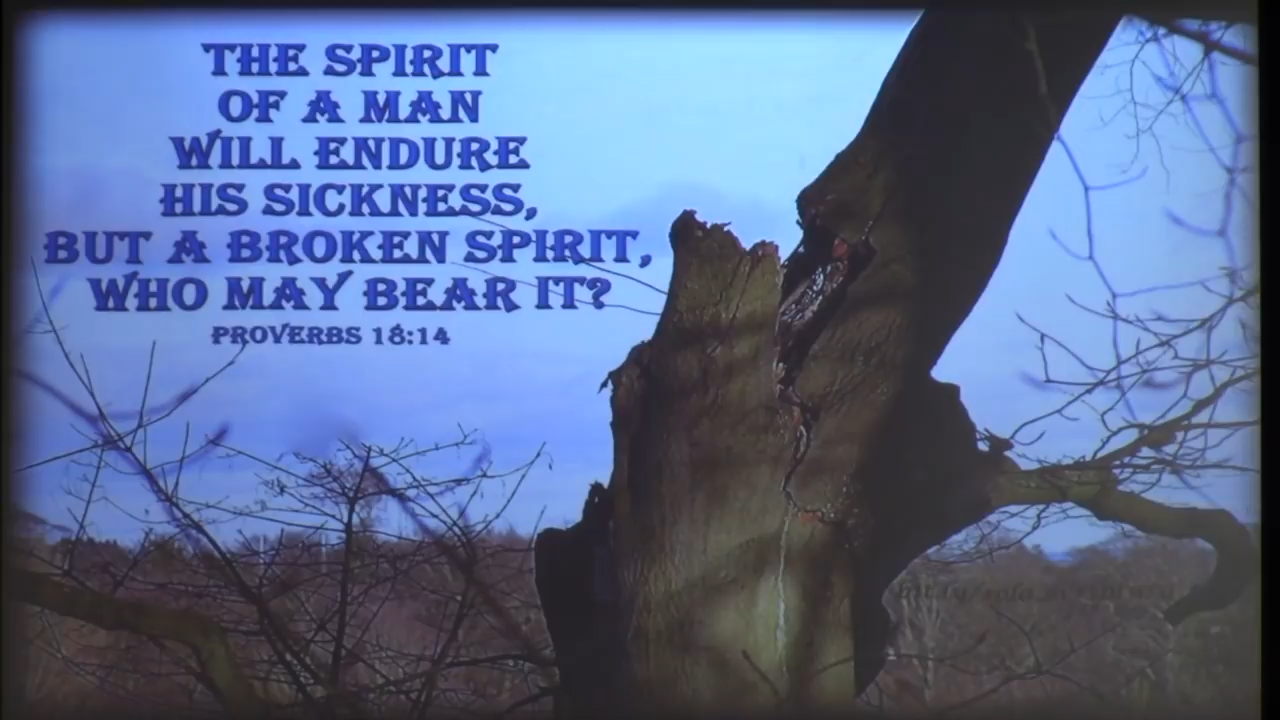 THE SPIRIT
OF A MAN
WILL ENDURE
HIS SICKNESS,
BUT A BROKEN SPIRIT,
WHO MAY BEAR IT?
PROVERBS 18:14